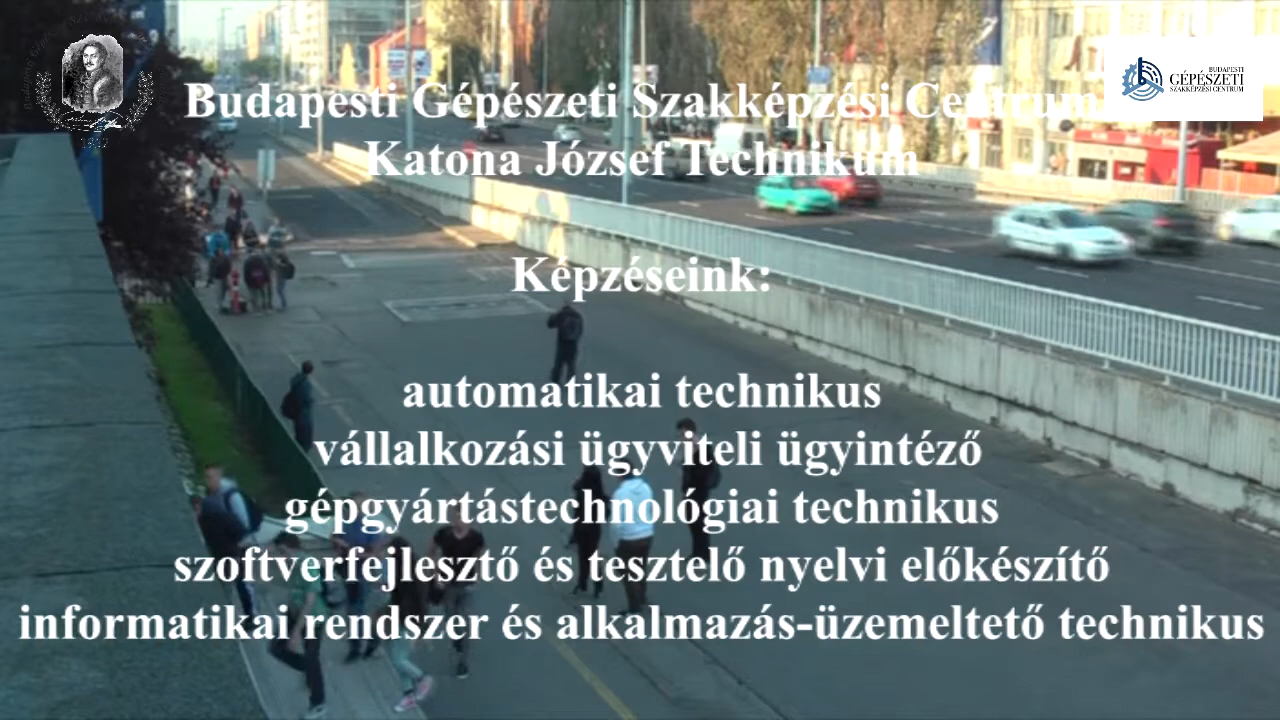 Budapesti Gépészeti Szakképzési Centrum
Katona József Technikum
BUDAPESTI
GÉPÉSZETI
SZAKKÉPZÉSI CENTRUM
Képzéseink:
automatikai technikus
vállalkozási ügyviteli ügyintéző
gépgyártástechnológiai technikus
szoftverfejlesztő és tesztelő nyelvi előkészítő
informatikai rendszer és alkalmazás-üzemeltető technikus